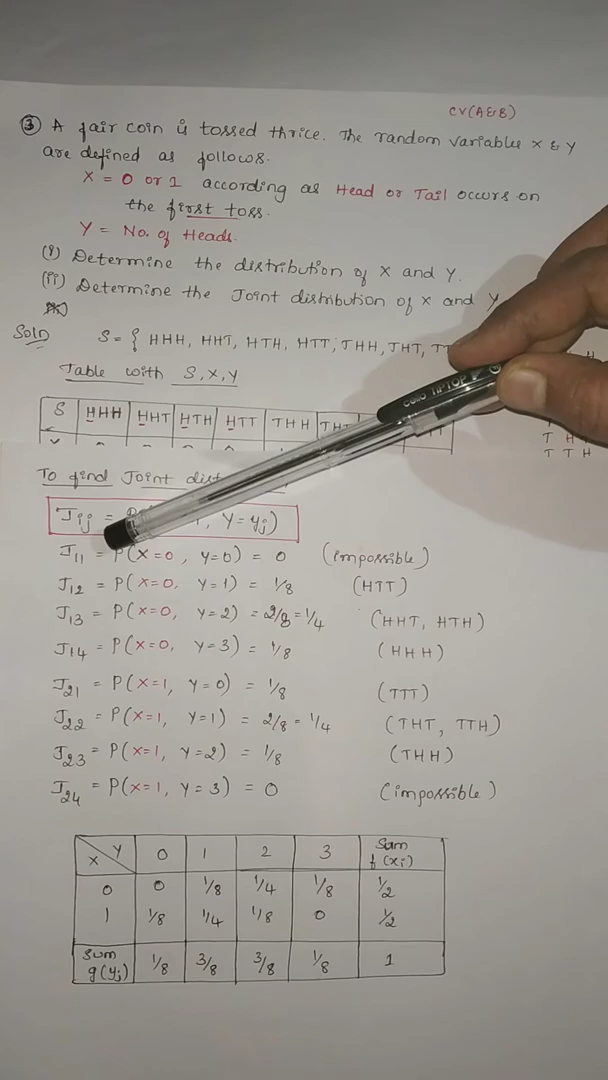 CV(A&B)
③ A fair coin is tossed thrice. The random variables X & Y
are defined as follows.
X = 0 or 1 according as Head or Tail occurs on
the first toss.
Y = No. of Heads.
(i) Determine the distribution of X and Y.
(ii) Determine the Joint distribution of X and Y
Soln S = { HHH, HHT, HTH, HTT, THH, THT,
Table with S, X, Y
S HHH HHT HTH HTT THH
T H
T T H
To find Joint
Jij = Y = yj)
J11 = P(X=0, Y=0) = 0 (impossible)
J12 = P(X=0, Y=1) = 1/8 (HTT)
J13 = P(X=0, Y=2) = 2/8 = 1/4 (HHT, HTH)
J14 = P(X=0, Y=3) = 1/8 (HHH)
J21 = P(X=1, Y=0) = 1/8 (TTT)
J22 = P(X=1, Y=1) = 2/8 = 1/4 (THT, TTH)
J23 = P(X=1, Y=2) = 1/8 (THH)
J24 = P(X=1, Y=3) = 0 (impossible)
X Y 0 1 2 3 Sum f(xi)
0 0 1/8 1/4 1/8 1/2
1 1/8 1/4 1/8 0 1/2
Sum g(yj) 1/8 3/8 3/8 1/8 1
CELLO TIPTOP